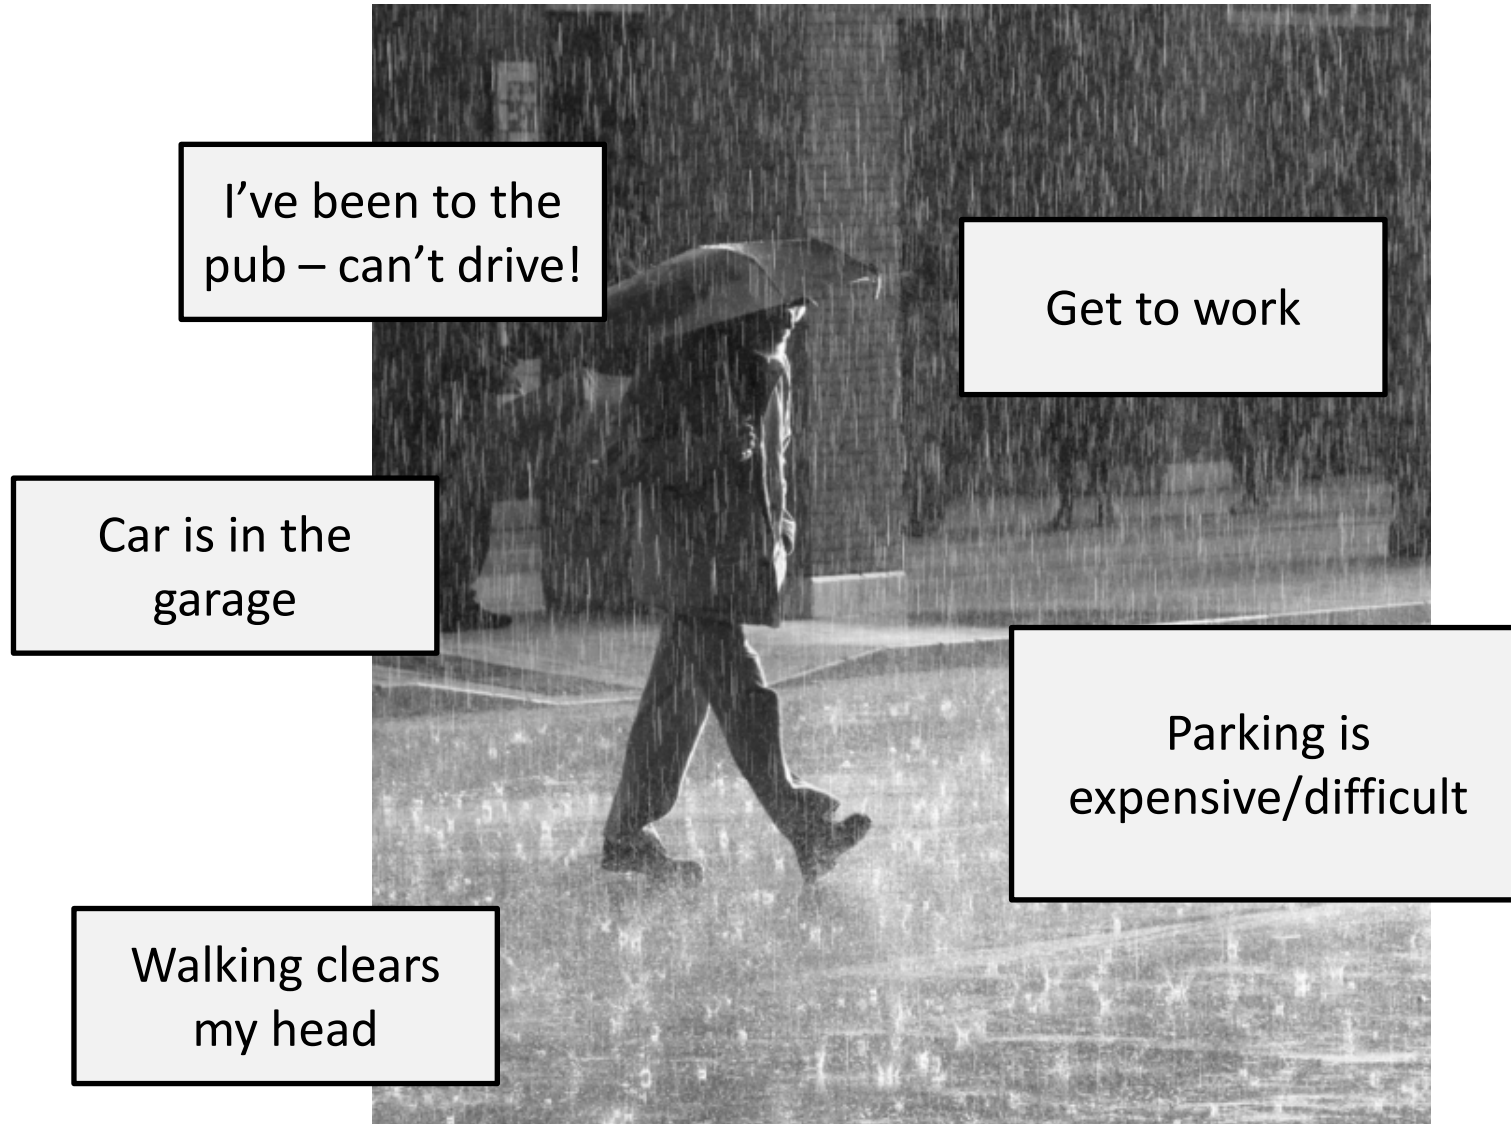 I’ve been to the
pub – can’t drive!
Get to work
Car is in the
garage
Parking is
expensive/difficult
Walking clears
my head